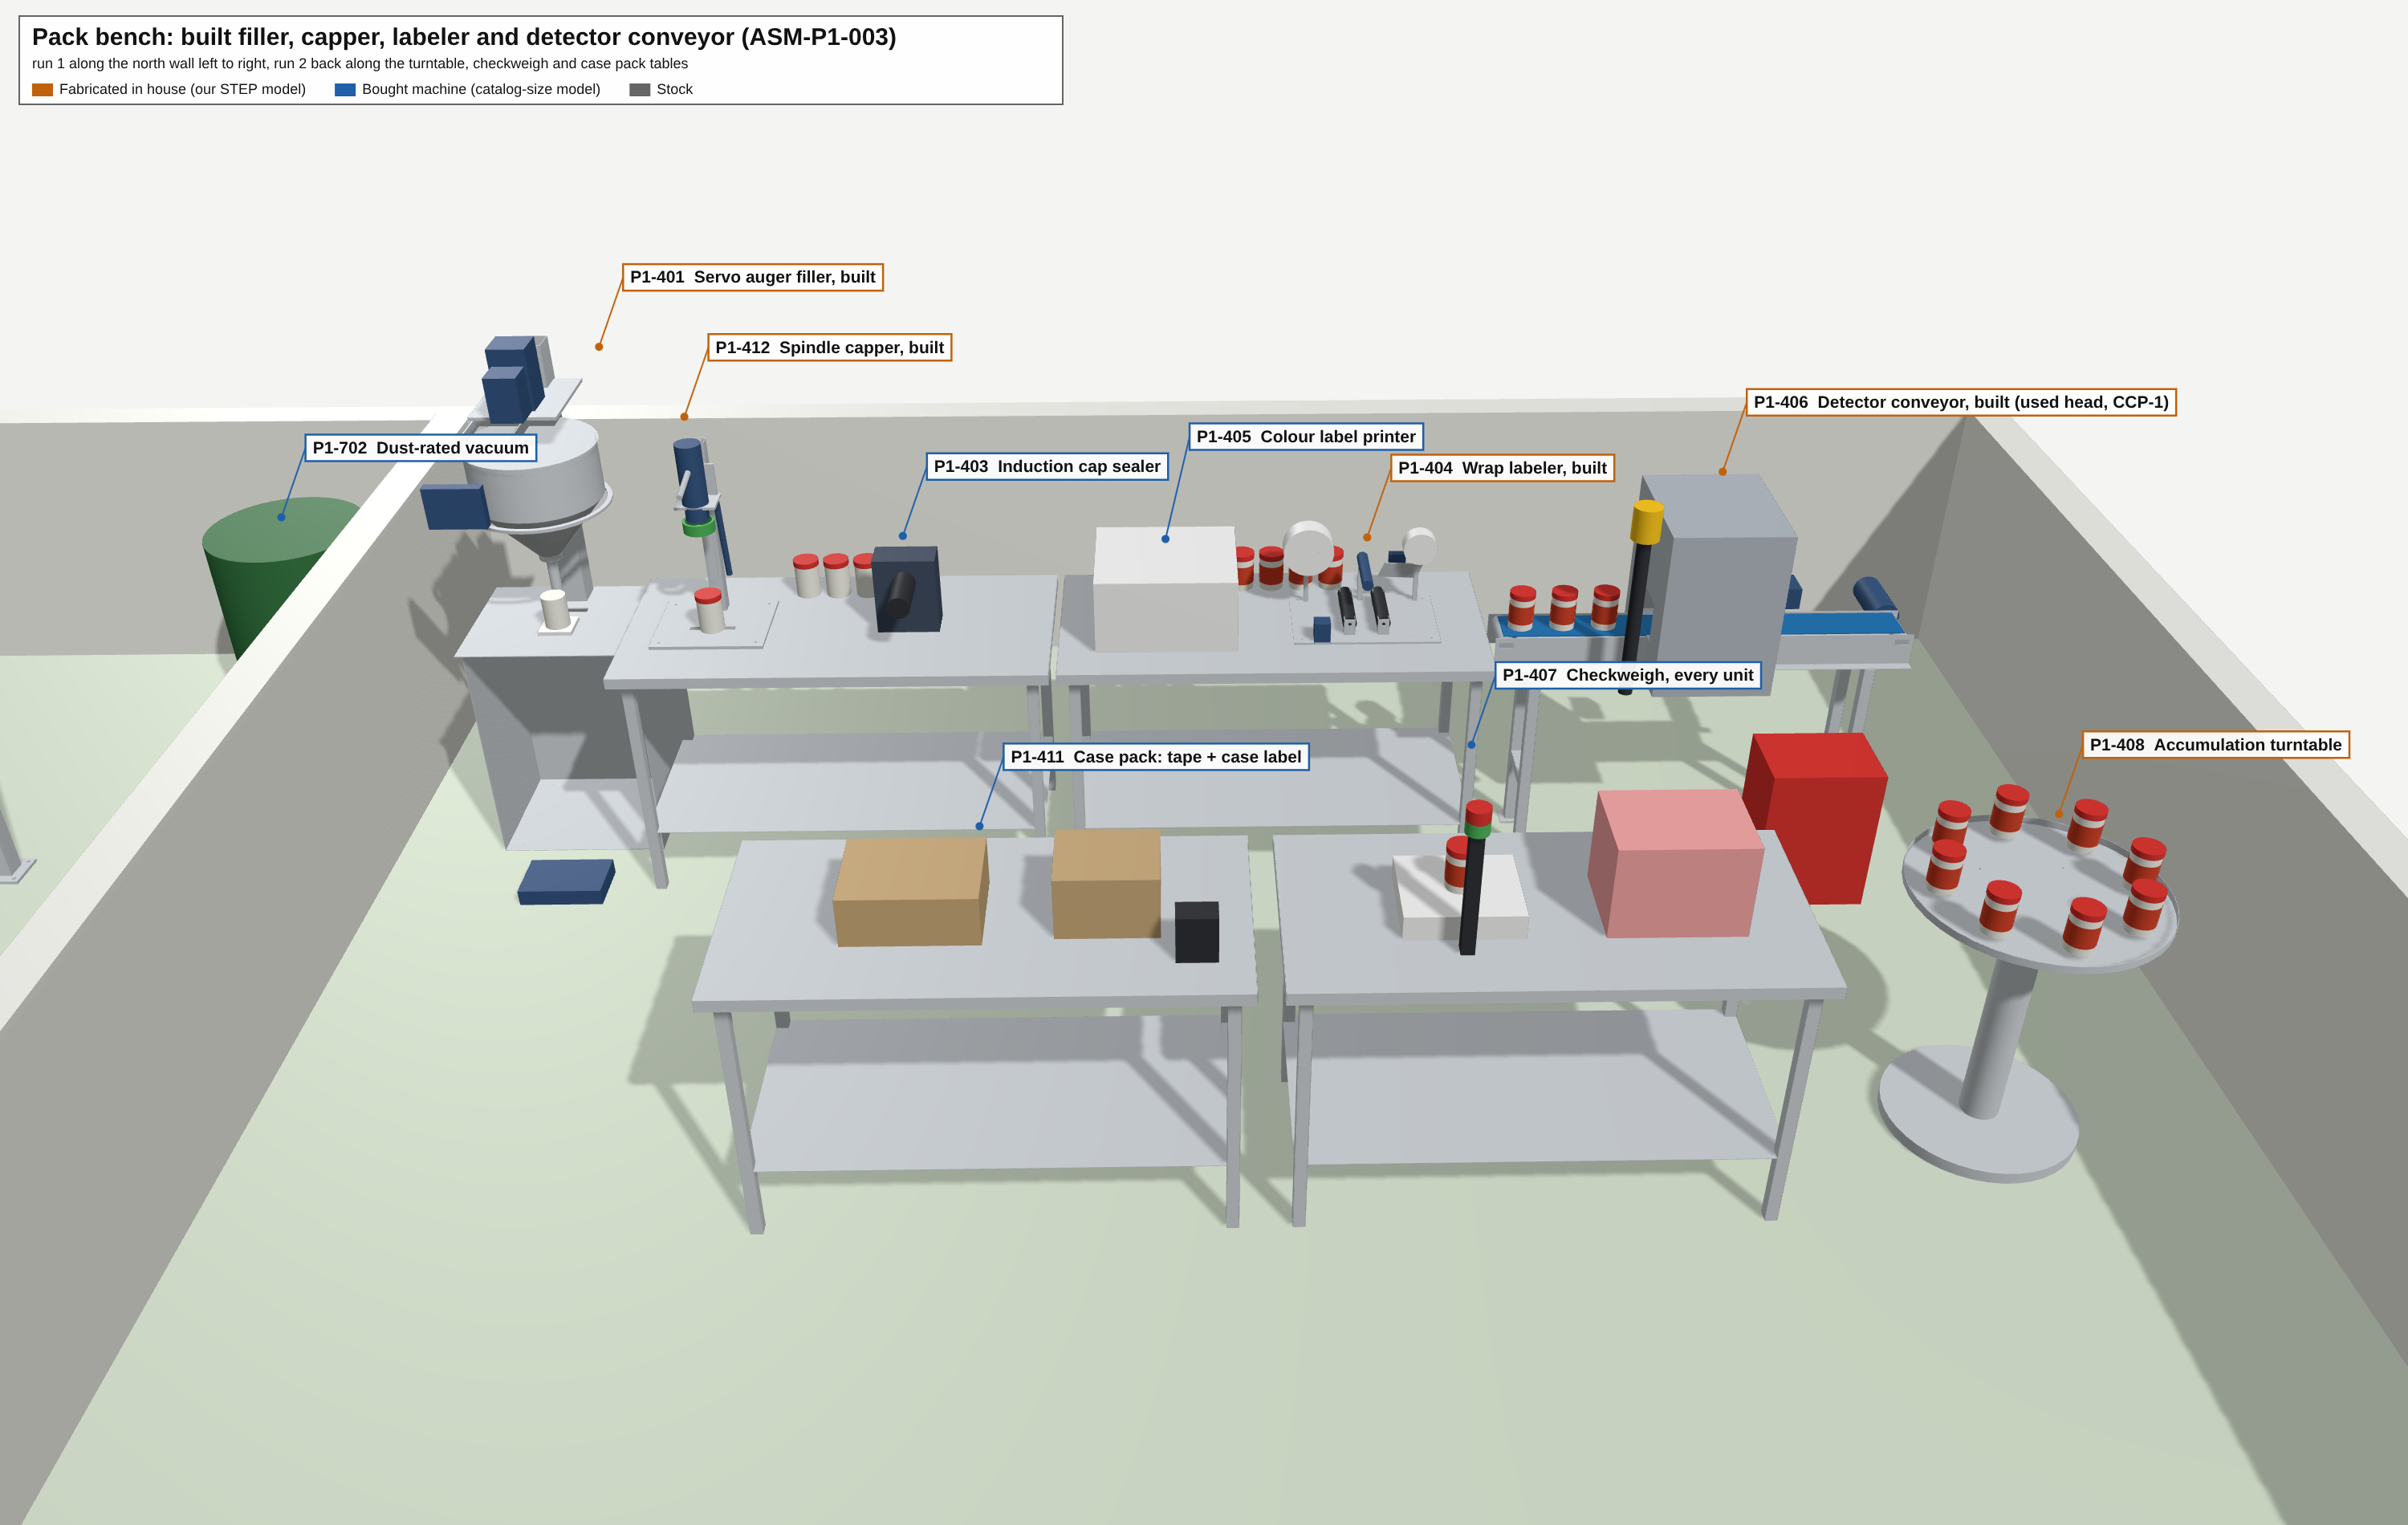 Pack bench: built filler, capper, labeler and detector conveyor (ASM-P1-003)
run 1 along the north wall left to right, run 2 back along the turntable, checkweigh and case pack tables
Fabricated in house (our STEP model)
Bought machine (catalog-size model)
Stock
P1-401 Servo auger filler, built
P1-412 Spindle capper, built
P1-406 Detector conveyor, built (used head, CCP-1)
P1-702 Dust-rated vacuum
P1-405 Colour label printer
P1-403 Induction cap sealer
P1-404 Wrap labeler, built
P1-407 Checkweigh, every unit
P1-408 Accumulation turntable
P1-411 Case pack: tape + case label